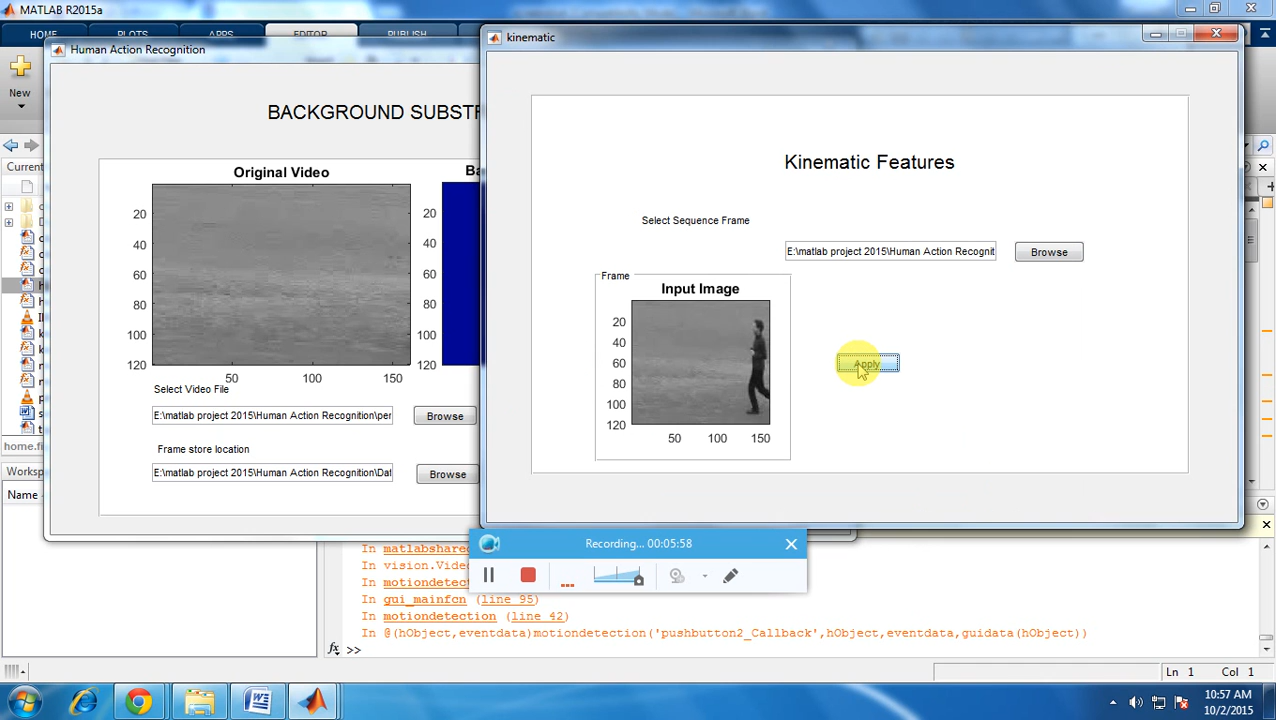 MATLAB R2015a
HOME PLOTS APPS EDITOR PUBLISH
New
Human Action Recognition
kinematic
BACKGROUND SUBST
Original Video
Ba
20
40
60
80
100
120
50 100 150
20
40
60
80
100
120
Select Video File
E:\matlab project 2015\Human Action Recognition\per
Browse
Frame store location
E:\matlab project 2015\Human Action Recognition\Dat
Browse
Kinematic Features
Select Sequence Frame
E:\matlab project 2015\Human Action Recognit
Browse
Frame
Input Image
20
40
60
80
100
120
50 100 150
Apply
Current
home.fi
Worksp
Name
Recording... 00:05:58
In matlabshared
In vision.Vide
In motiondetect
In gui_mainfcn (line 95)
In motiondetection (line 42)
In @(hObject,eventdata)motiondetection('pushbutton2_Callback',hObject,eventdata,guidata(hObject))
fx >>
Ln 1 Col 1
10:57 AM
10/2/2015